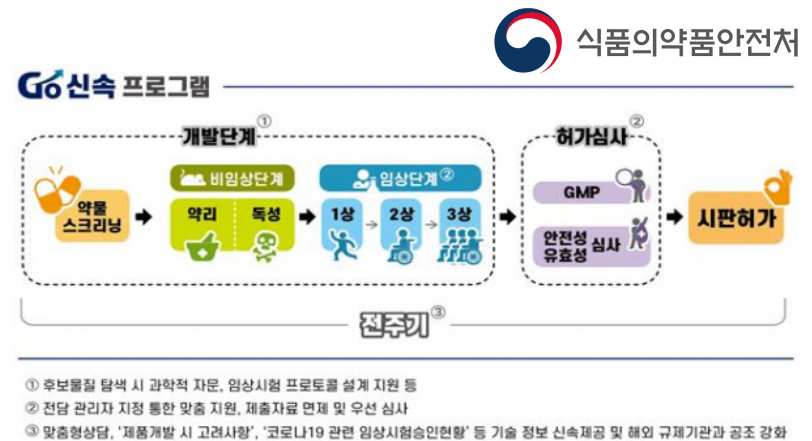 식품의약품안전처
Go 신속 프로그램
개발단계①
허가심사②
비임상단계
임상단계②
약물
스크리닝
약리
독성
1상
2상
3상
GMP
안전성
유효성 심사
시판허가
전주기③
① 후보물질 탐색 시 과학적 자문, 임상시험 프로토콜 설계 지원 등
② 전담 관리자 지정 통한 맞춤 지원, 제출자료 면제 및 우선 심사
③ 맞춤형상담, '제품개발 시 고려사항', '코로나19 관련 임상시험승인현황' 등 기술 정보 신속제공 및 해외 규제기관과 공조 강화